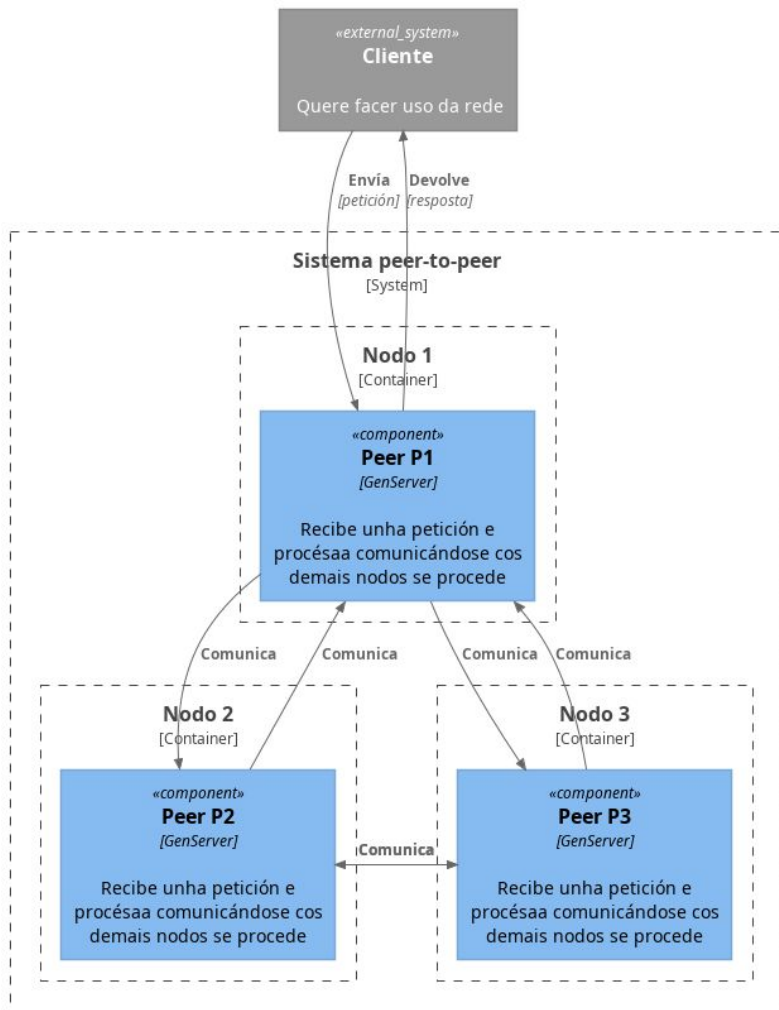 «external_system»
Cliente
Quere facer uso da rede
Envía
[petición]
Devolve
[resposta]
Sistema peer-to-peer
[System]
Nodo 1
[Container]
«component»
Peer P1
[GenServer]
Recibe unha petición e
procésaa comunicándose cos
demais nodos se procede
Comunica
Comunica
Comunica
Comunica
Nodo 2
[Container]
«component»
Peer P2
[GenServer]
Recibe unha petición e
procésaa comunicándose cos
demais nodos se procede
Comunica
Nodo 3
[Container]
«component»
Peer P3
[GenServer]
Recibe unha petición e
procésaa comunicándose cos
demais nodos se procede